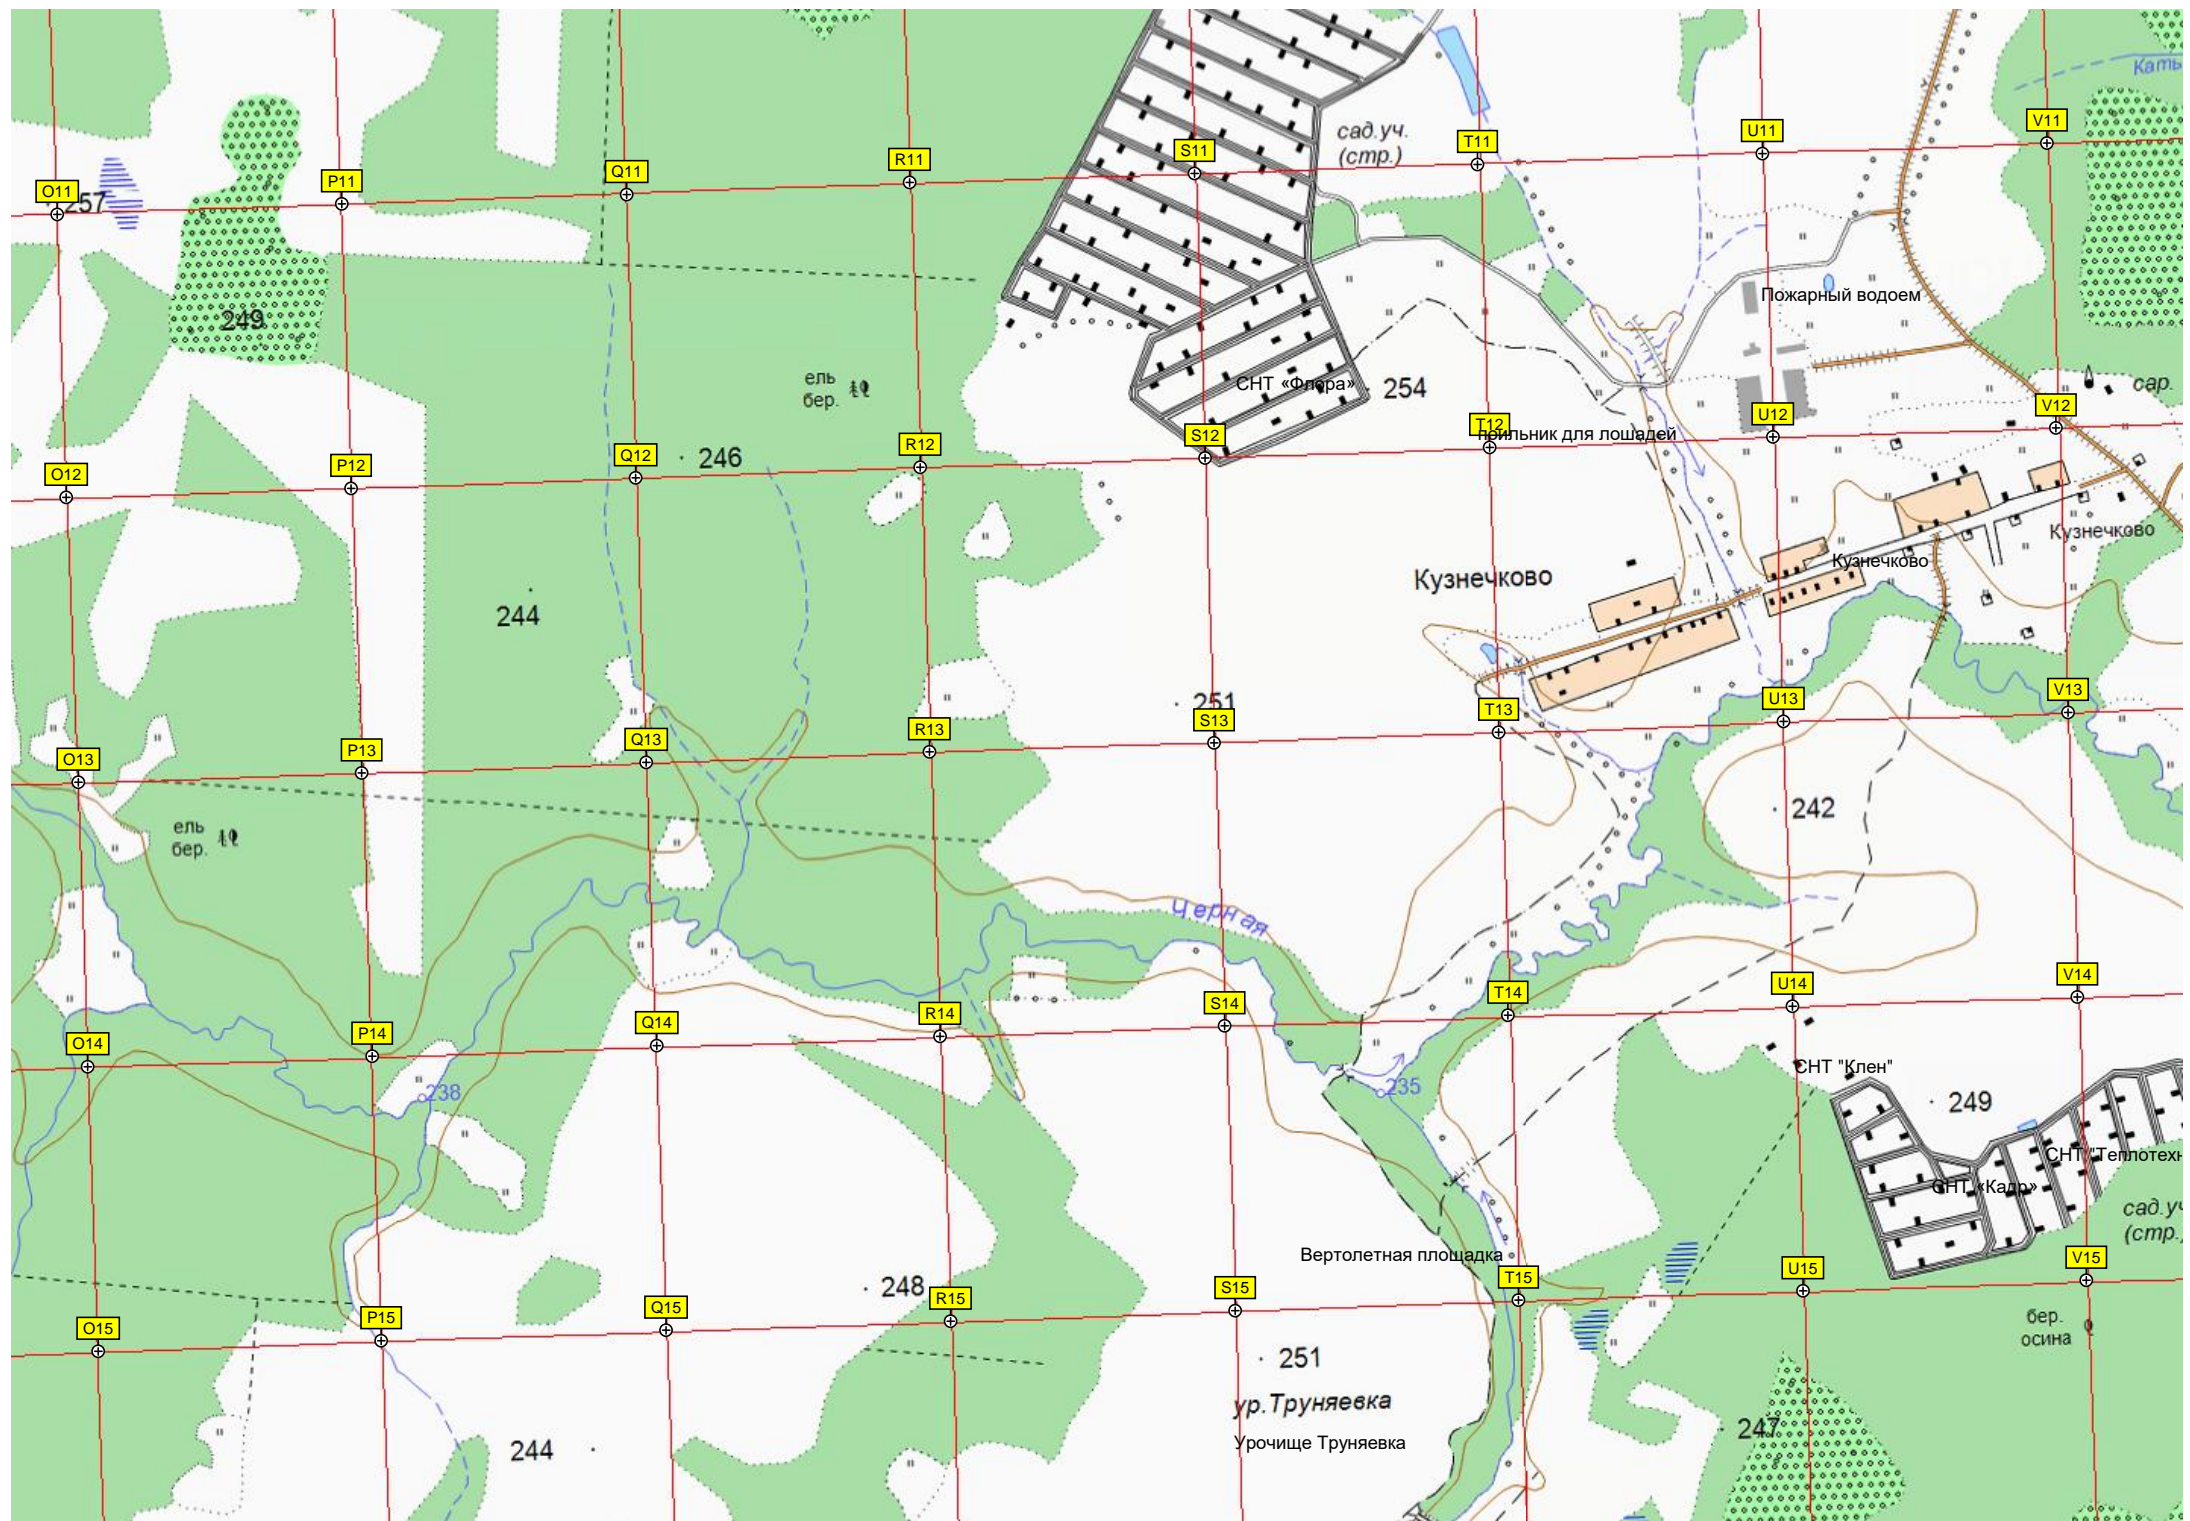 Кать
сад.уч.
(стр.)
O11
P11
Q11
R11
S11
T11
U11
V11
257
249
Пожарный водоем
ель
бер.
СНТ «Флора»
254
сар.
246
O12
P12
Q12
R12
S12
T12
U12
V12
поильник для лошадей
Кузнечково
Кузнечково
Кузнечково
244
251
O13
P13
Q13
R13
S13
T13
U13
V13
242
ель
бер.
Черная
O14
P14
Q14
R14
S14
T14
U14
V14
238
235
СНТ "Клен"
249
СНТ "Теплотехн
СНТ «Кадр»
сад.уч
(стр.)
Вертолетная площадка
248
O15
P15
Q15
R15
S15
T15
U15
V15
251
бер.
осина
ур.Труняевка
Урочище Труняевка
247
244